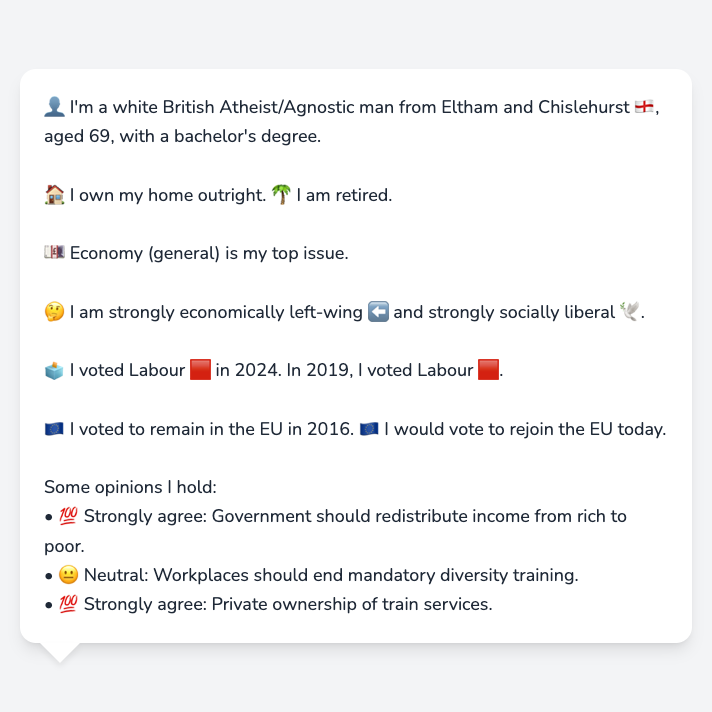 👤 I'm a white British Atheist/Agnostic man from Eltham and Chislehurst 🏴󠁧󠁢󠁥󠁮󠁧󠁿,
aged 69, with a bachelor's degree.
🏠 I own my home outright. 🌴 I am retired.
💷 Economy (general) is my top issue.
🤔 I am strongly economically left-wing ⬅️ and strongly socially liberal 🕊️.
🗳️ I voted Labour 🟥 in 2024. In 2019, I voted Labour 🟥.
🇪🇺 I voted to remain in the EU in 2016. 🇪🇺 I would vote to rejoin the EU today.
Some opinions I hold:
• 💯 Strongly agree: Government should redistribute income from rich to
poor.
• 😐 Neutral: Workplaces should end mandatory diversity training.
• 💯 Strongly agree: Private ownership of train services.